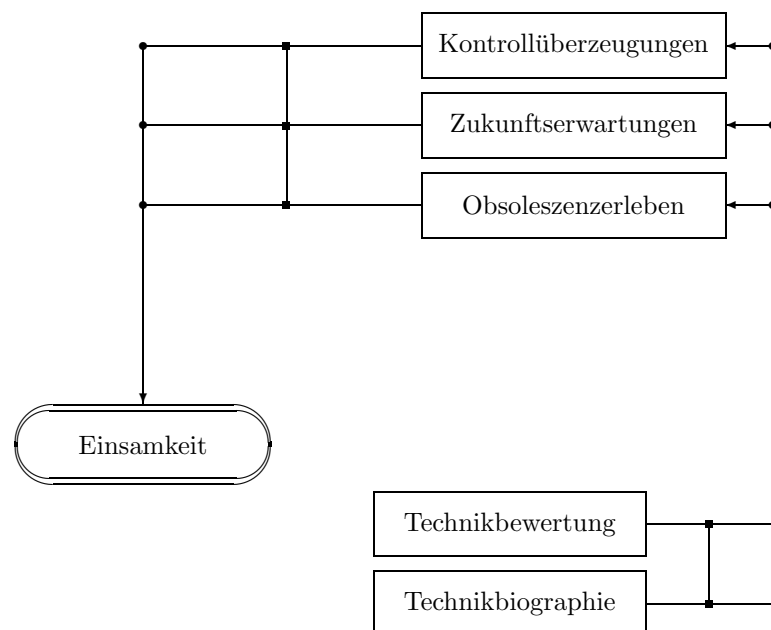 Kontrollüberzeugungen
Zukunftserwartungen
Obsoleszenzerleben
Einsamkeit
Technikbewertung
Technikbiographie